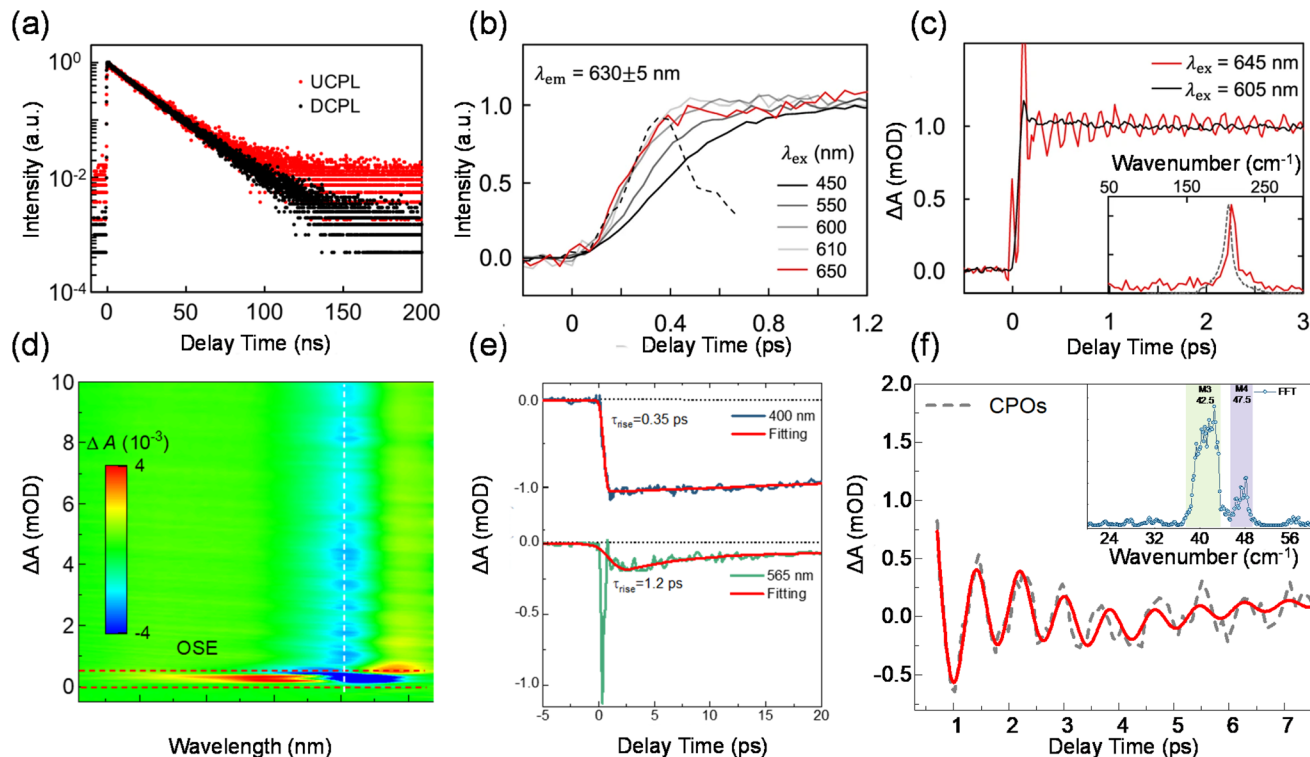 (a)
10⁰
10⁻²
10⁻⁴
Intensity (a.u.)
UCPL
DCPL
0 50 100 150 200
Delay Time (ns)
(b)
λem = 630±5 nm
1.0
0.5
0.0
Intensity (a.u.)
λex (nm)
450
550
600
610
650
0 0.4 0.8 1.2
Delay Time (ps)
(c)
λex = 645 nm
λex = 605 nm
1.0
0.0
ΔA (mOD)
Wavenumber (cm⁻¹)
50 150 250
0 1 2 3
Delay Time (ps)
(d)
10
8
6
4
2
0
ΔA (mOD)
Δ A (10⁻³)
4
-4
OSE
Wavelength (nm)
(e)
0.0
-1.0
τrise=0.35 ps
400 nm
Fitting
0.0
-0.5
-1.0
τrise=1.2 ps
565 nm
Fitting
ΔA (mOD)
-5 0 5 10 15 20
Delay Time (ps)
(f)
2.0
1.5
1.0
0.5
0.0
-0.5
ΔA (mOD)
CPOs
M3
42.5
M4
47.5
FFT
24 32 40 48 56
Wavenumber (cm⁻¹)
1 2 3 4 5 6 7
Delay Time (ps)